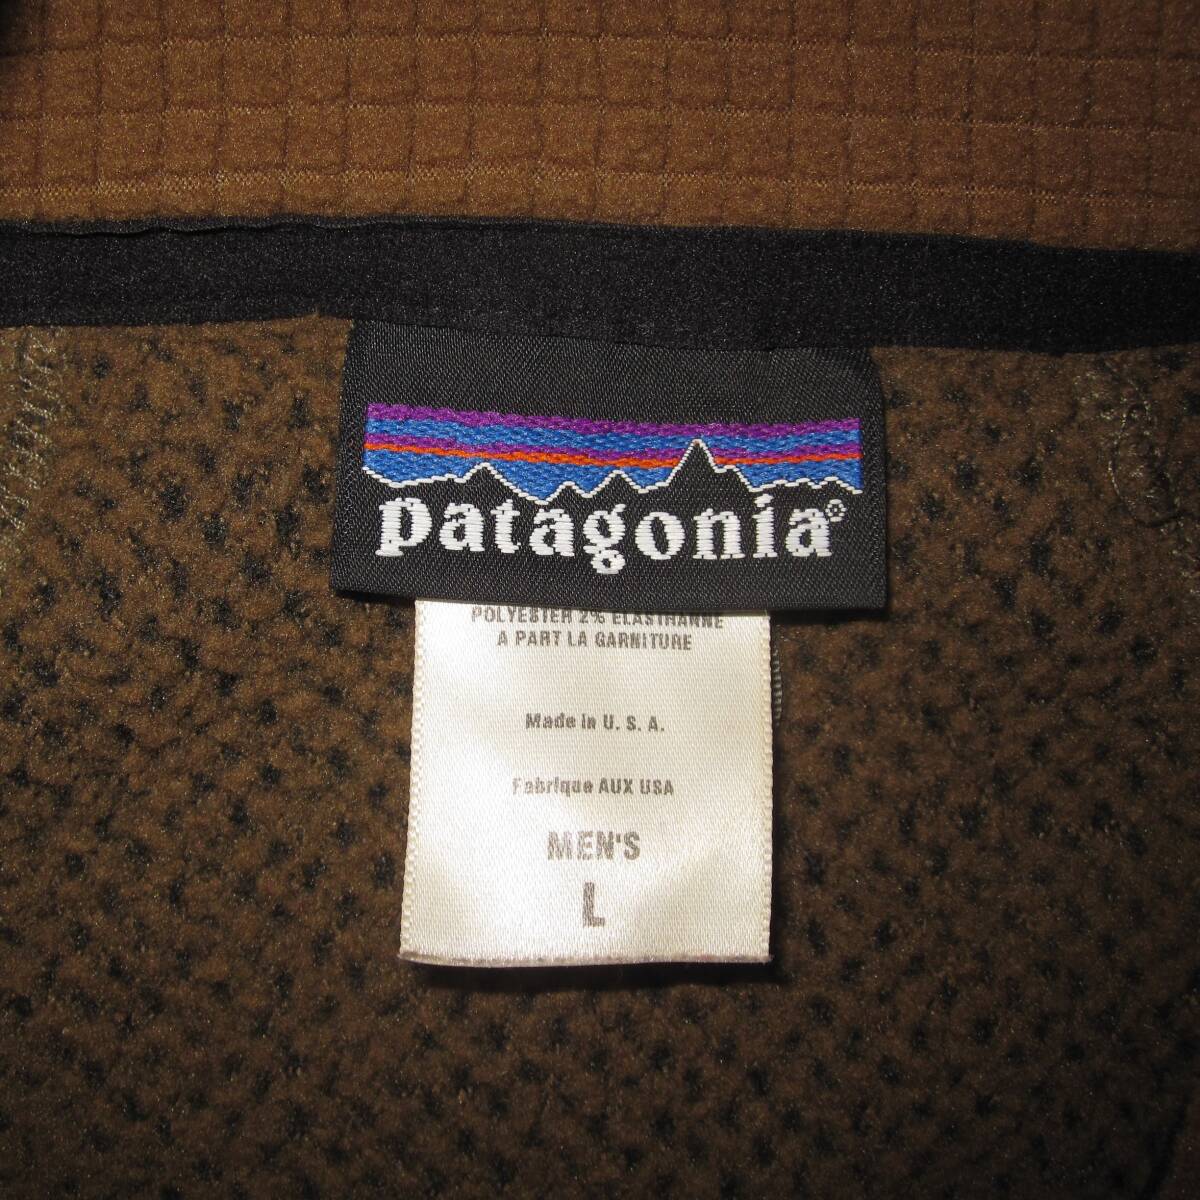 patagonia®
POLYESTER 2% ELASTHANNE
A PART LA GARNITURE
Made in U. S. A.
Fabrique AUX USA
MEN'S
L